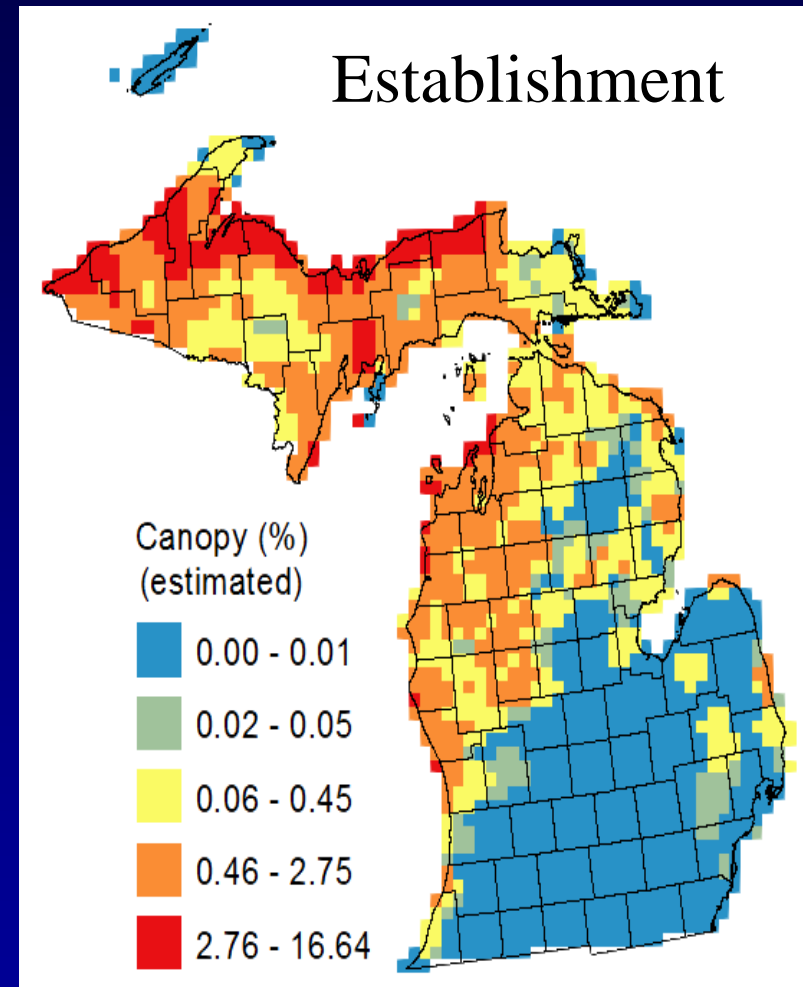 Establishment
Canopy (%)
(estimated)
0.00 - 0.01
0.02 - 0.05
0.06 - 0.45
0.46 - 2.75
2.76 - 16.64